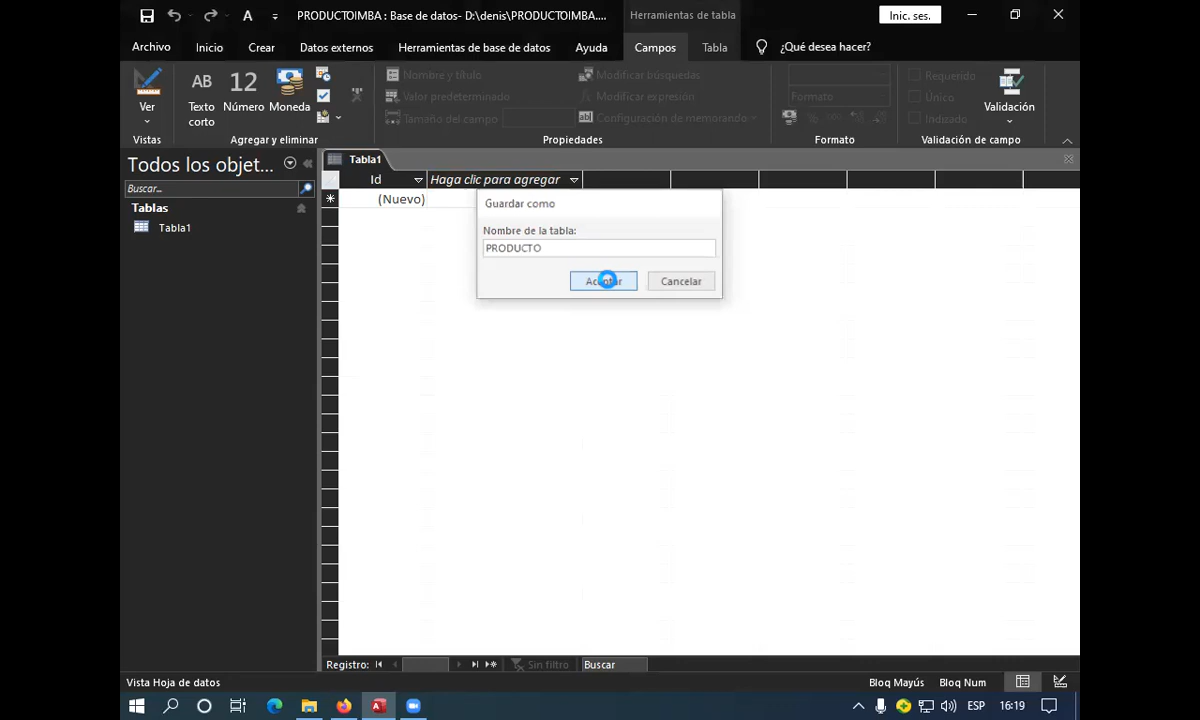 PRODUCTOIMBA : Base de datos- D:\denis\PRODUCTOIMBA....
Herramientas de tabla
Inic. ses.
Archivo
Inicio
Crear
Datos externos
Herramientas de base de datos
Ayuda
Campos
Tabla
¿Qué desea hacer?
Ver
AB
Texto corto
12
Número
Moneda
Nombre y título
Valor predeterminado
Tamaño del campo
Modificar búsquedas
Modificar expresión
Configuración de memorando
Formato
Requerido
Único
Indizado
Validación
Vistas
Agregar y eliminar
Propiedades
Formato
Validación de campo
Todos los objet...
Buscar...
Tablas
Tabla1
Tabla1
Id
Haga clic para agregar
(Nuevo)
Guardar como
Nombre de la tabla:
PRODUCTO
Aceptar
Cancelar
Registro:
Sin filtro
Buscar
Vista Hoja de datos
Bloq Mayús
Bloq Num
ESP
16:19